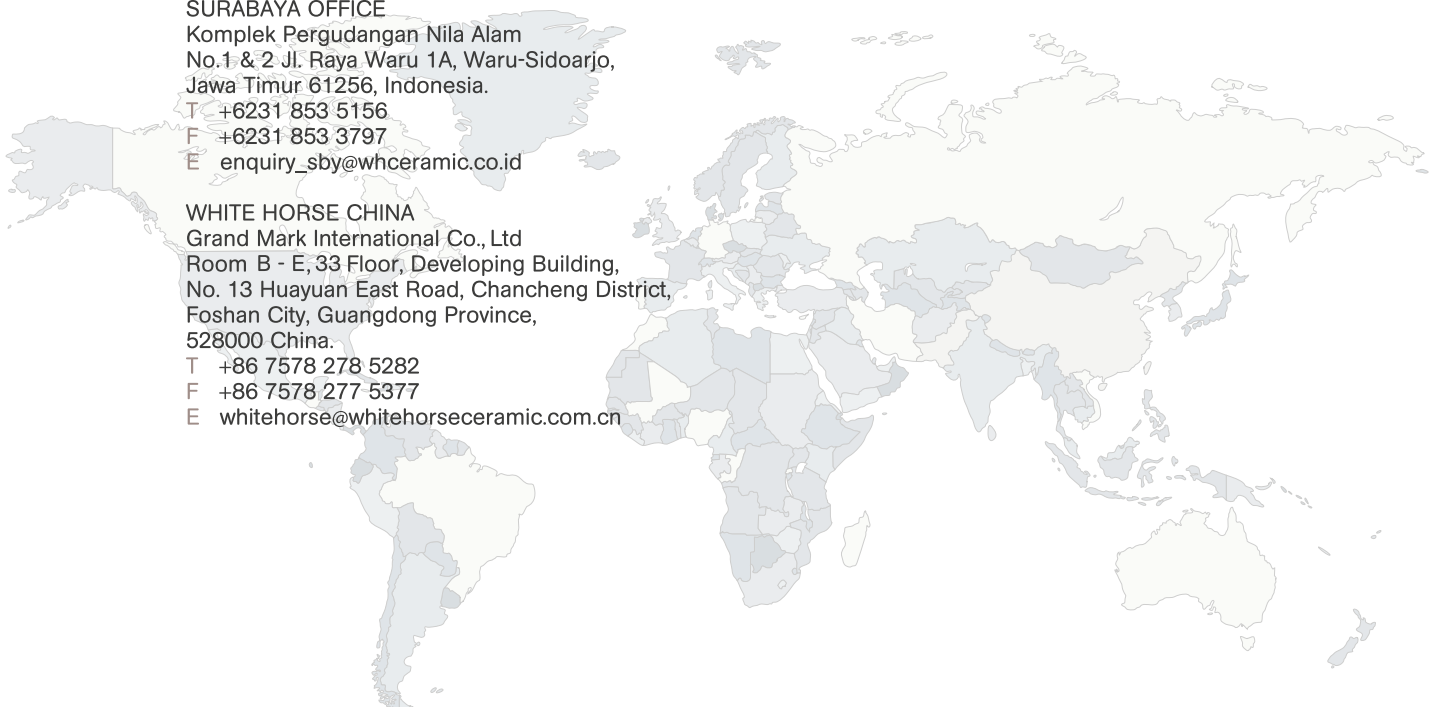 SURABAYA OFFICE
Komplek Pergudangan Nila Alam
No.1 & 2 Jl. Raya Waru 1A, Waru-Sidoarjo,
Jawa Timur 61256, Indonesia.
T +6231 853 5156
F +6231 853 3797
E enquiry_sby@whceramic.co.id
WHITE HORSE CHINA
Grand Mark International Co., Ltd
Room B - E, 33 Floor, Developing Building,
No. 13 Huayuan East Road, Chancheng District,
Foshan City, Guangdong Province,
528000 China.
T +86 7578 278 5282
F +86 7578 277 5377
E whitehorse@whitehorseceramic.com.cn